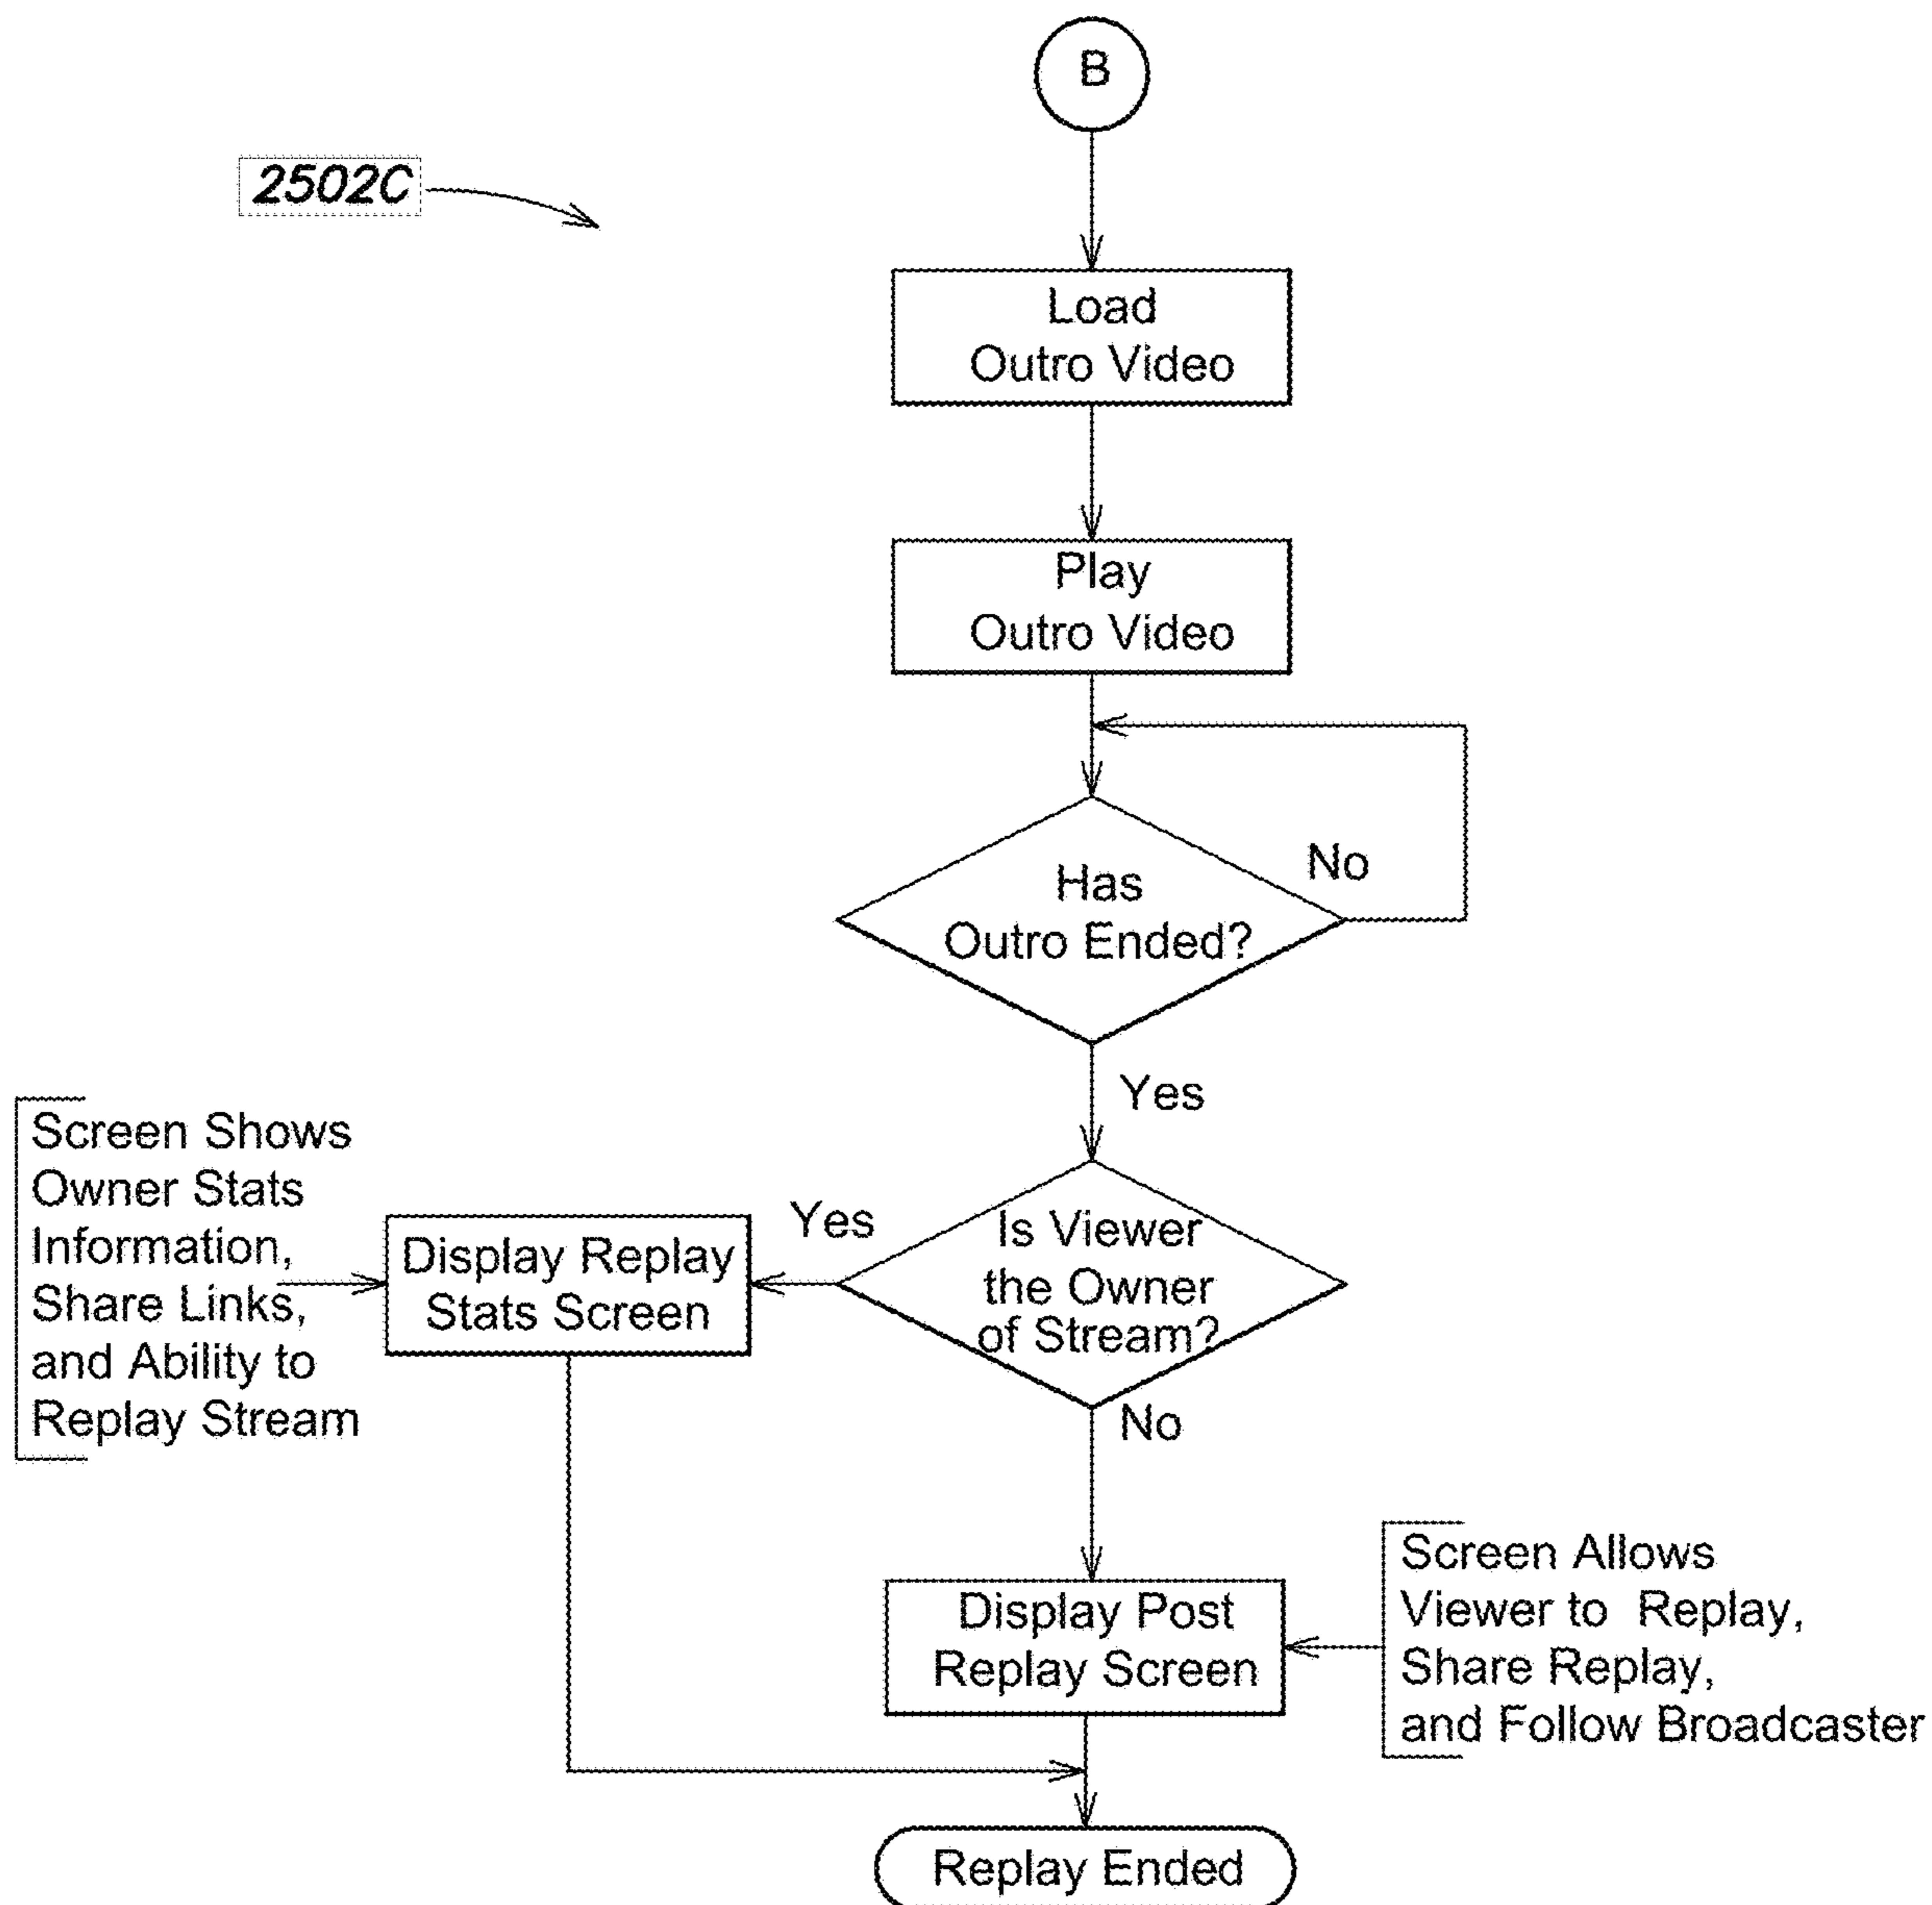 B
2502C
Load
Outro Video
Play
Outro Video
Has
Outro Ended?
No
Yes
Is Viewer
the Owner
of Stream?
Yes
Display Replay
Stats Screen
Screen Shows
Owner Stats
Information,
Share Links,
and Ability to
Replay Stream
No
Display Post
Replay Screen
Screen Allows
Viewer to Replay,
Share Replay,
and Follow Broadcaster
Replay Ended